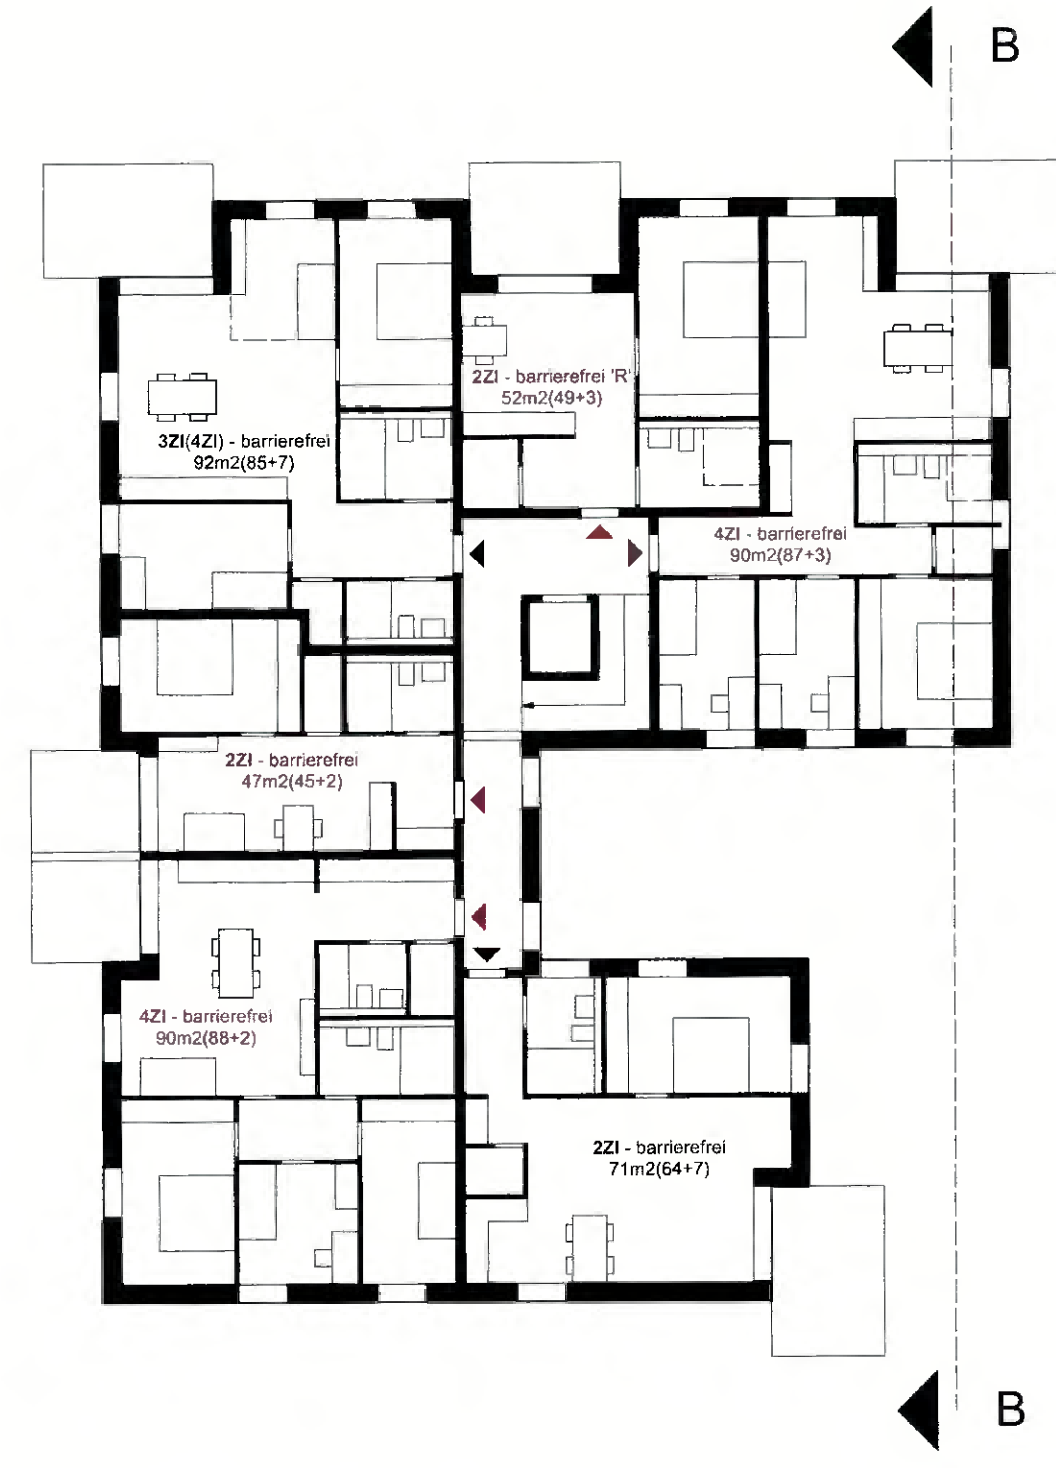 B
2ZI - barrierefrei 'R'
52m2(49+3)
3ZI(4ZI) - barrierefrei
92m2(85+7)
4ZI - barrierefrei
90m2(87+3)
2ZI - barrierefrei
47m2(45+2)
4ZI - barrierefrei
90m2(88+2)
2ZI - barrierefrei
71m2(64+7)
B